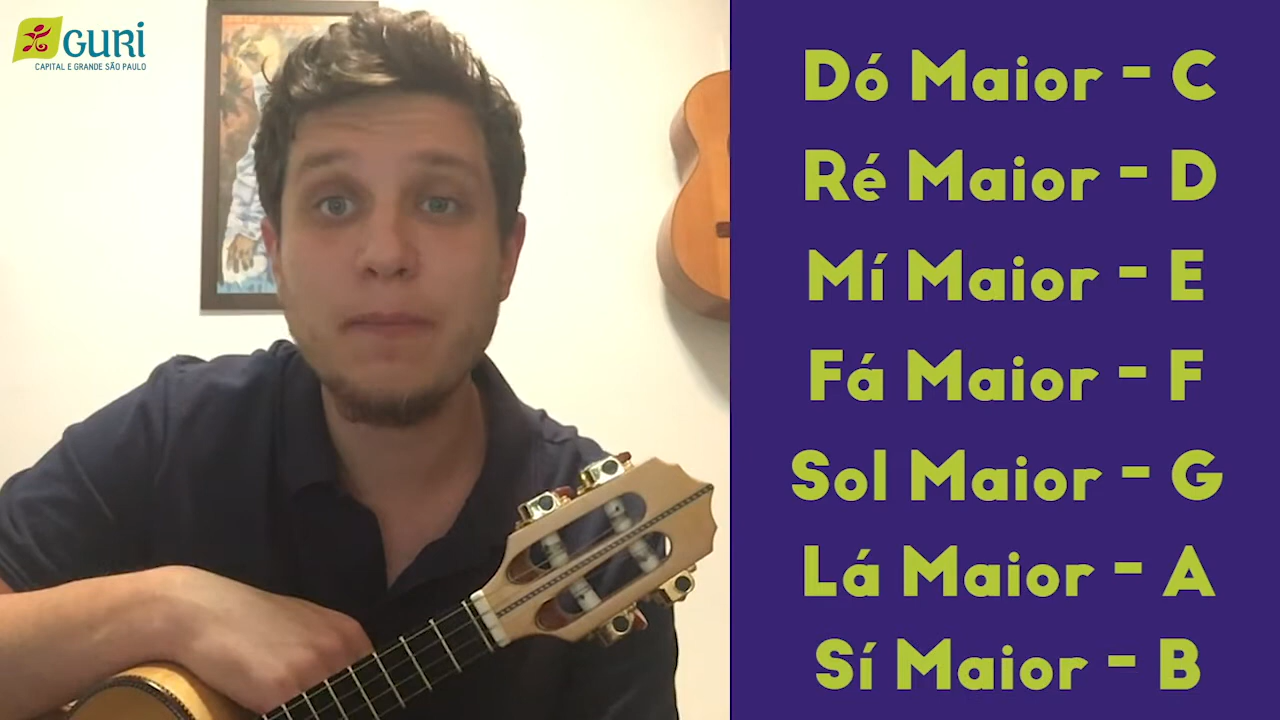 GURI
CAPITAL E GRANDE SÃO PAULO
Dó Maior - C
Ré Maior - D
Mí Maior - E
Fá Maior - F
Sol Maior - G
Lá Maior - A
Sí Maior - B